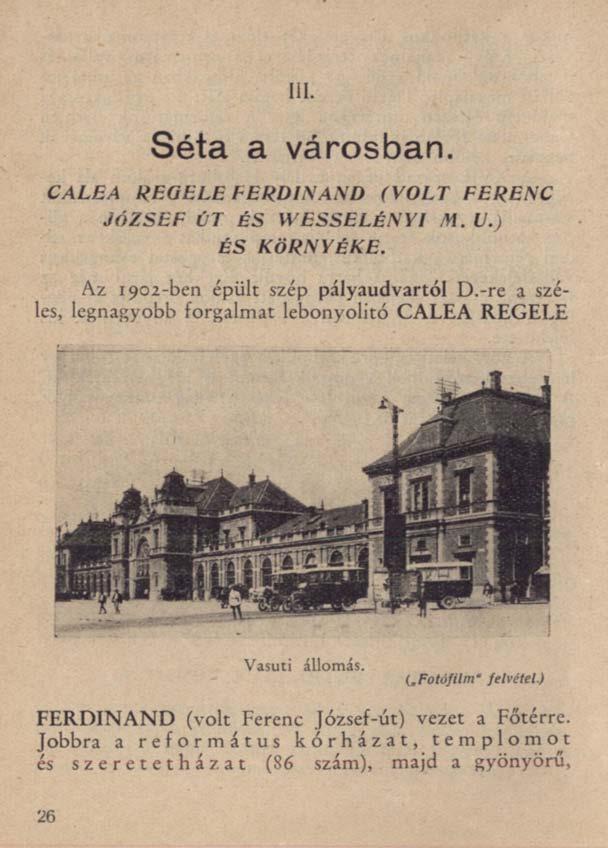 III.
Séta a városban.
CALEA REGELE FERDINAND (VOLT FERENC
JÓZSEF ÚT ÉS WESSELÉNYI M. U.)
ÉS KÖRNYÉKE.
Az 1902-ben épült szép pályaudvartól D.-re a szé-
les, legnagyobb forgalmat lebonyolitó CALEA REGELE
Vasuti állomás.
(„Fotófilm" felvétel.)
FERDINAND (volt Ferenc József-út) vezet a Főtérre.
Jobbra a református kórházat, templomot
és szeretetházat (86 szám), majd a gyönyörű,
26